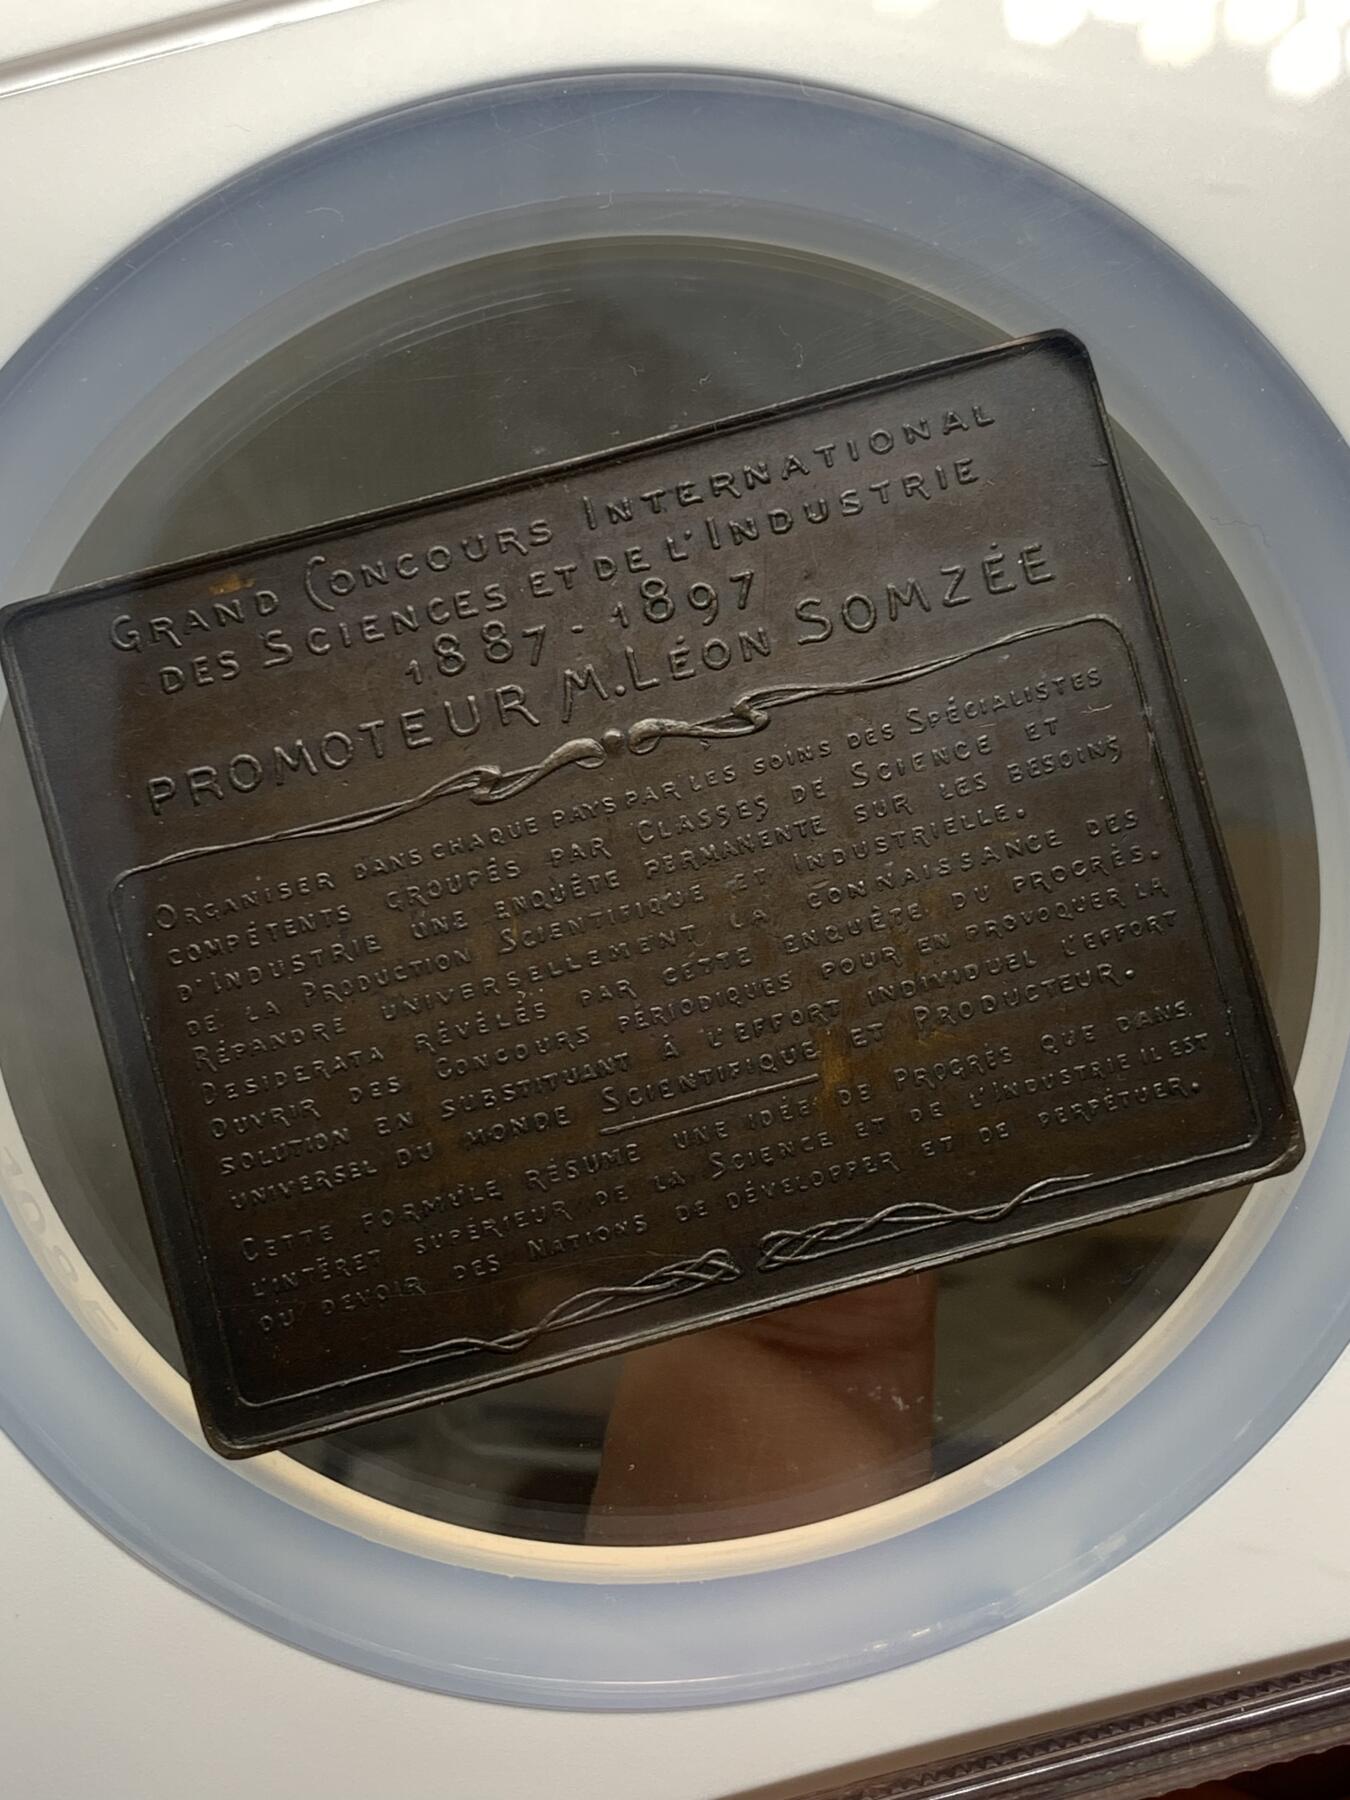 GRAND CONCOURS INTERNATIONAL
DES SCIENCES ET DE L'INDUSTRIE
1887-1897
PROMOTEUR M. LÉON SOMZÉE
ORGANISER DANS CHAQUE PAYS PAR LES SOINS DES SPÉCIALISTES
COMPÉTENTS GROUPÉS PAR CLASSES DE SCIENCE ET
D'INDUSTRIE UNE ENQUÊTE PERMANENTE SUR LES BESOINS
DE LA PRODUCTION SCIENTIFIQUE ET INDUSTRIELLE.
RÉPANDRE UNIVERSELLEMENT LA CONNAISSANCE DES
DESIDERATA RÉVÉLÉS PAR CETTE ENQUÊTE DU PROGRÈS.
OUVRIR DES CONCOURS PÉRIODIQUES POUR EN PROVOQUER LA
SOLUTION EN SUBSTITUANT À L'EFFORT INDIVIDUEL L'EFFORT
UNIVERSEL DU MONDE SCIENTIFIQUE ET PRODUCTEUR.
CETTE FORMULE RÉSUME UNE IDÉE DE PROGRÈS QUE DANS
L'INTÉRET SUPÉRIEUR DE LA SCIENCE ET DE L'INDUSTRIE IL EST
DU DEVOIR DES NATIONS DE DÉVELOPPER ET DE PERPÉTUER.